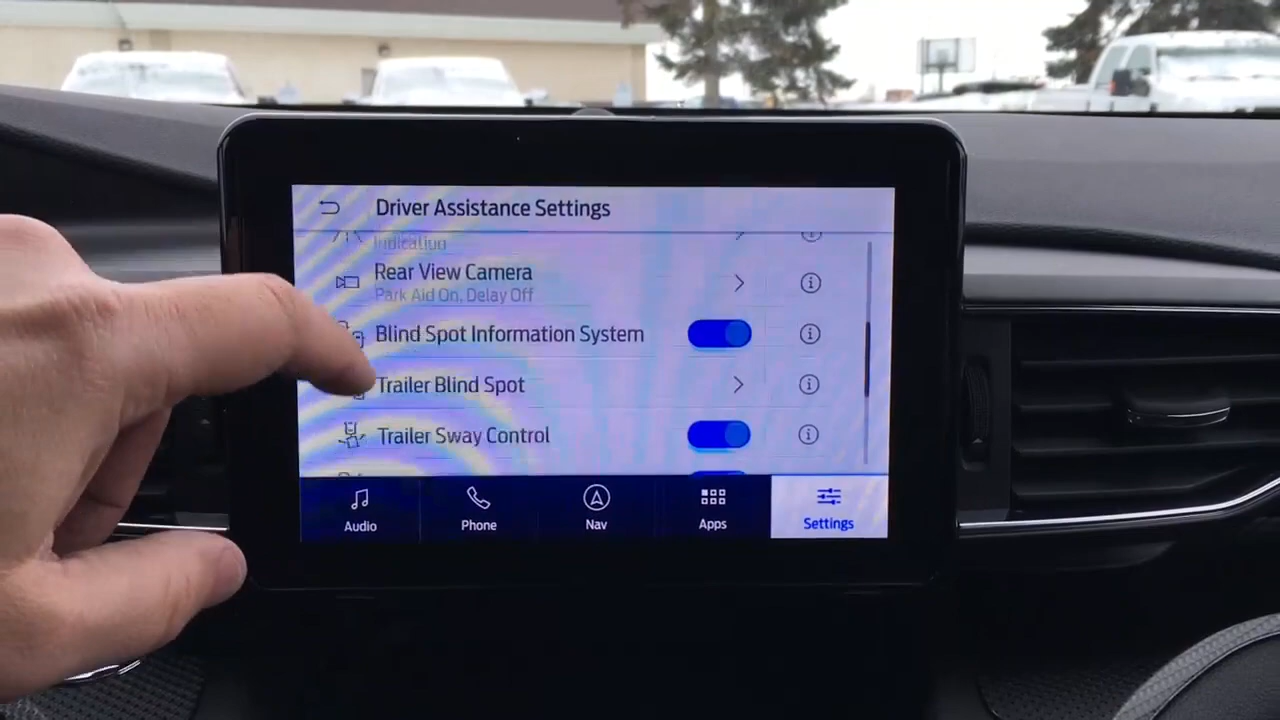 Driver Assistance Settings
Indication
Rear View Camera
Park Aid On, Delay Off
Blind Spot Information System
Trailer Blind Spot
Trailer Sway Control
Audio
Phone
Nav
Apps
Settings